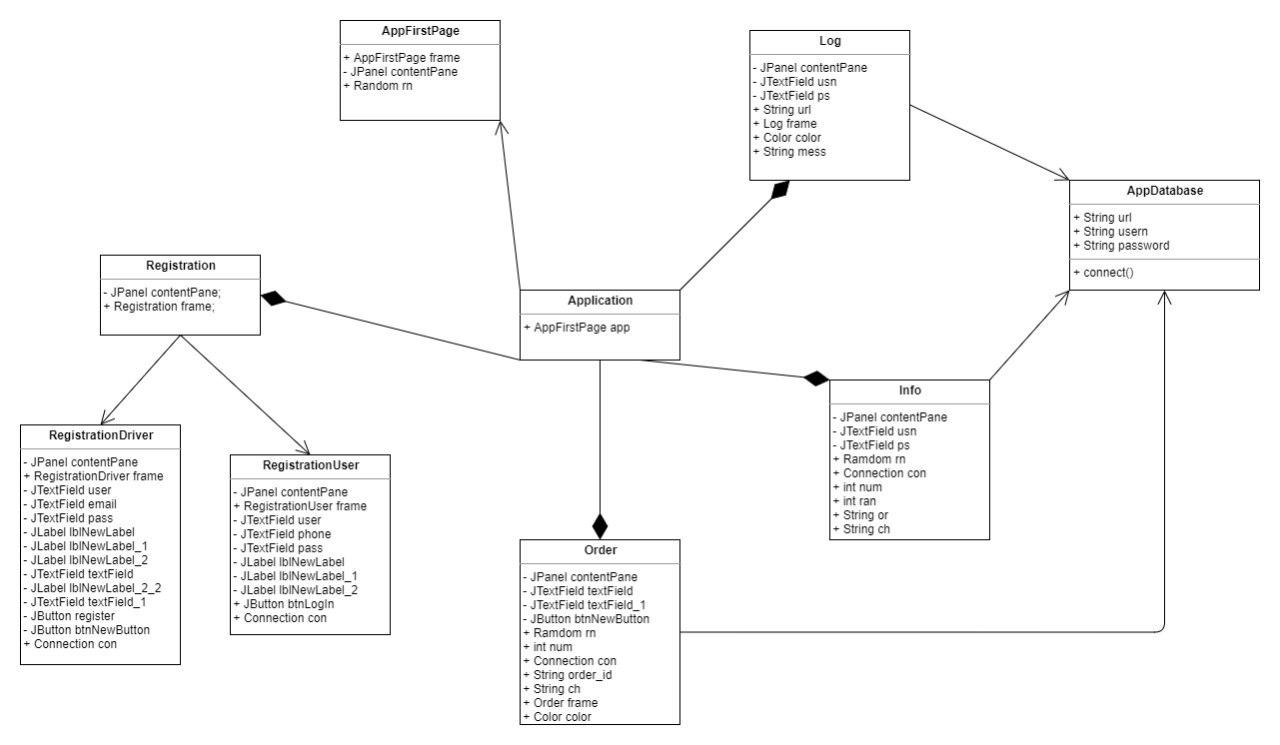 AppFirstPage
+ AppFirstPage frame
- JPanel contentPane
+ Random rn
Log
- JPanel contentPane
- JTextField usn
- JTextField ps
+ String url
+ Log frame
+ Color color
+ String mess
AppDatabase
+ String url
+ String usern
+ String password
+ connect()
Registration
- JPanel contentPane;
+ Registration frame;
Application
+ AppFirstPage app
Info
- JPanel contentPane
- JTextField usn
- JTextField ps
+ Ramdom rn
+ Connection con
+ int num
+ int ran
+ String or
+ String ch
RegistrationDriver
- JPanel contentPane
+ RegistrationDriver frame
- JTextField user
- JTextField email
- JTextField pass
- JLabel lblNewLabel
- JLabel lblNewLabel_1
- JLabel lblNewLabel_2
- JTextField textField
- JLabel lblNewLabel_2_2
- JTextField textField_1
- JButton register
- JButton btnNewButton
+ Connection con
RegistrationUser
- JPanel contentPane
+ RegistrationUser frame
- JTextField user
- JTextField phone
- JTextField pass
- JLabel lblNewLabel
- JLabel lblNewLabel_1
- JLabel lblNewLabel_2
+ JButton btnLogIn
+ Connection con
Order
- JPanel contentPane
- JTextField textField
- JTextField textField_1
- JButton btnNewButton
+ Ramdom rn
+ int num
+ Connection con
+ String order_id
+ String ch
+ Order frame
+ Color color